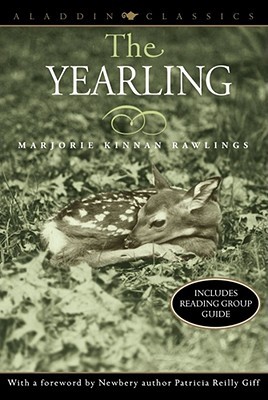 ALADDIN CLASSICS
The
YEARLING
MARJORIE KINNAN RAWLINGS
INCLUDES
READING GROUP
GUIDE
With a foreword by Newbery author Patricia Reilly Giff